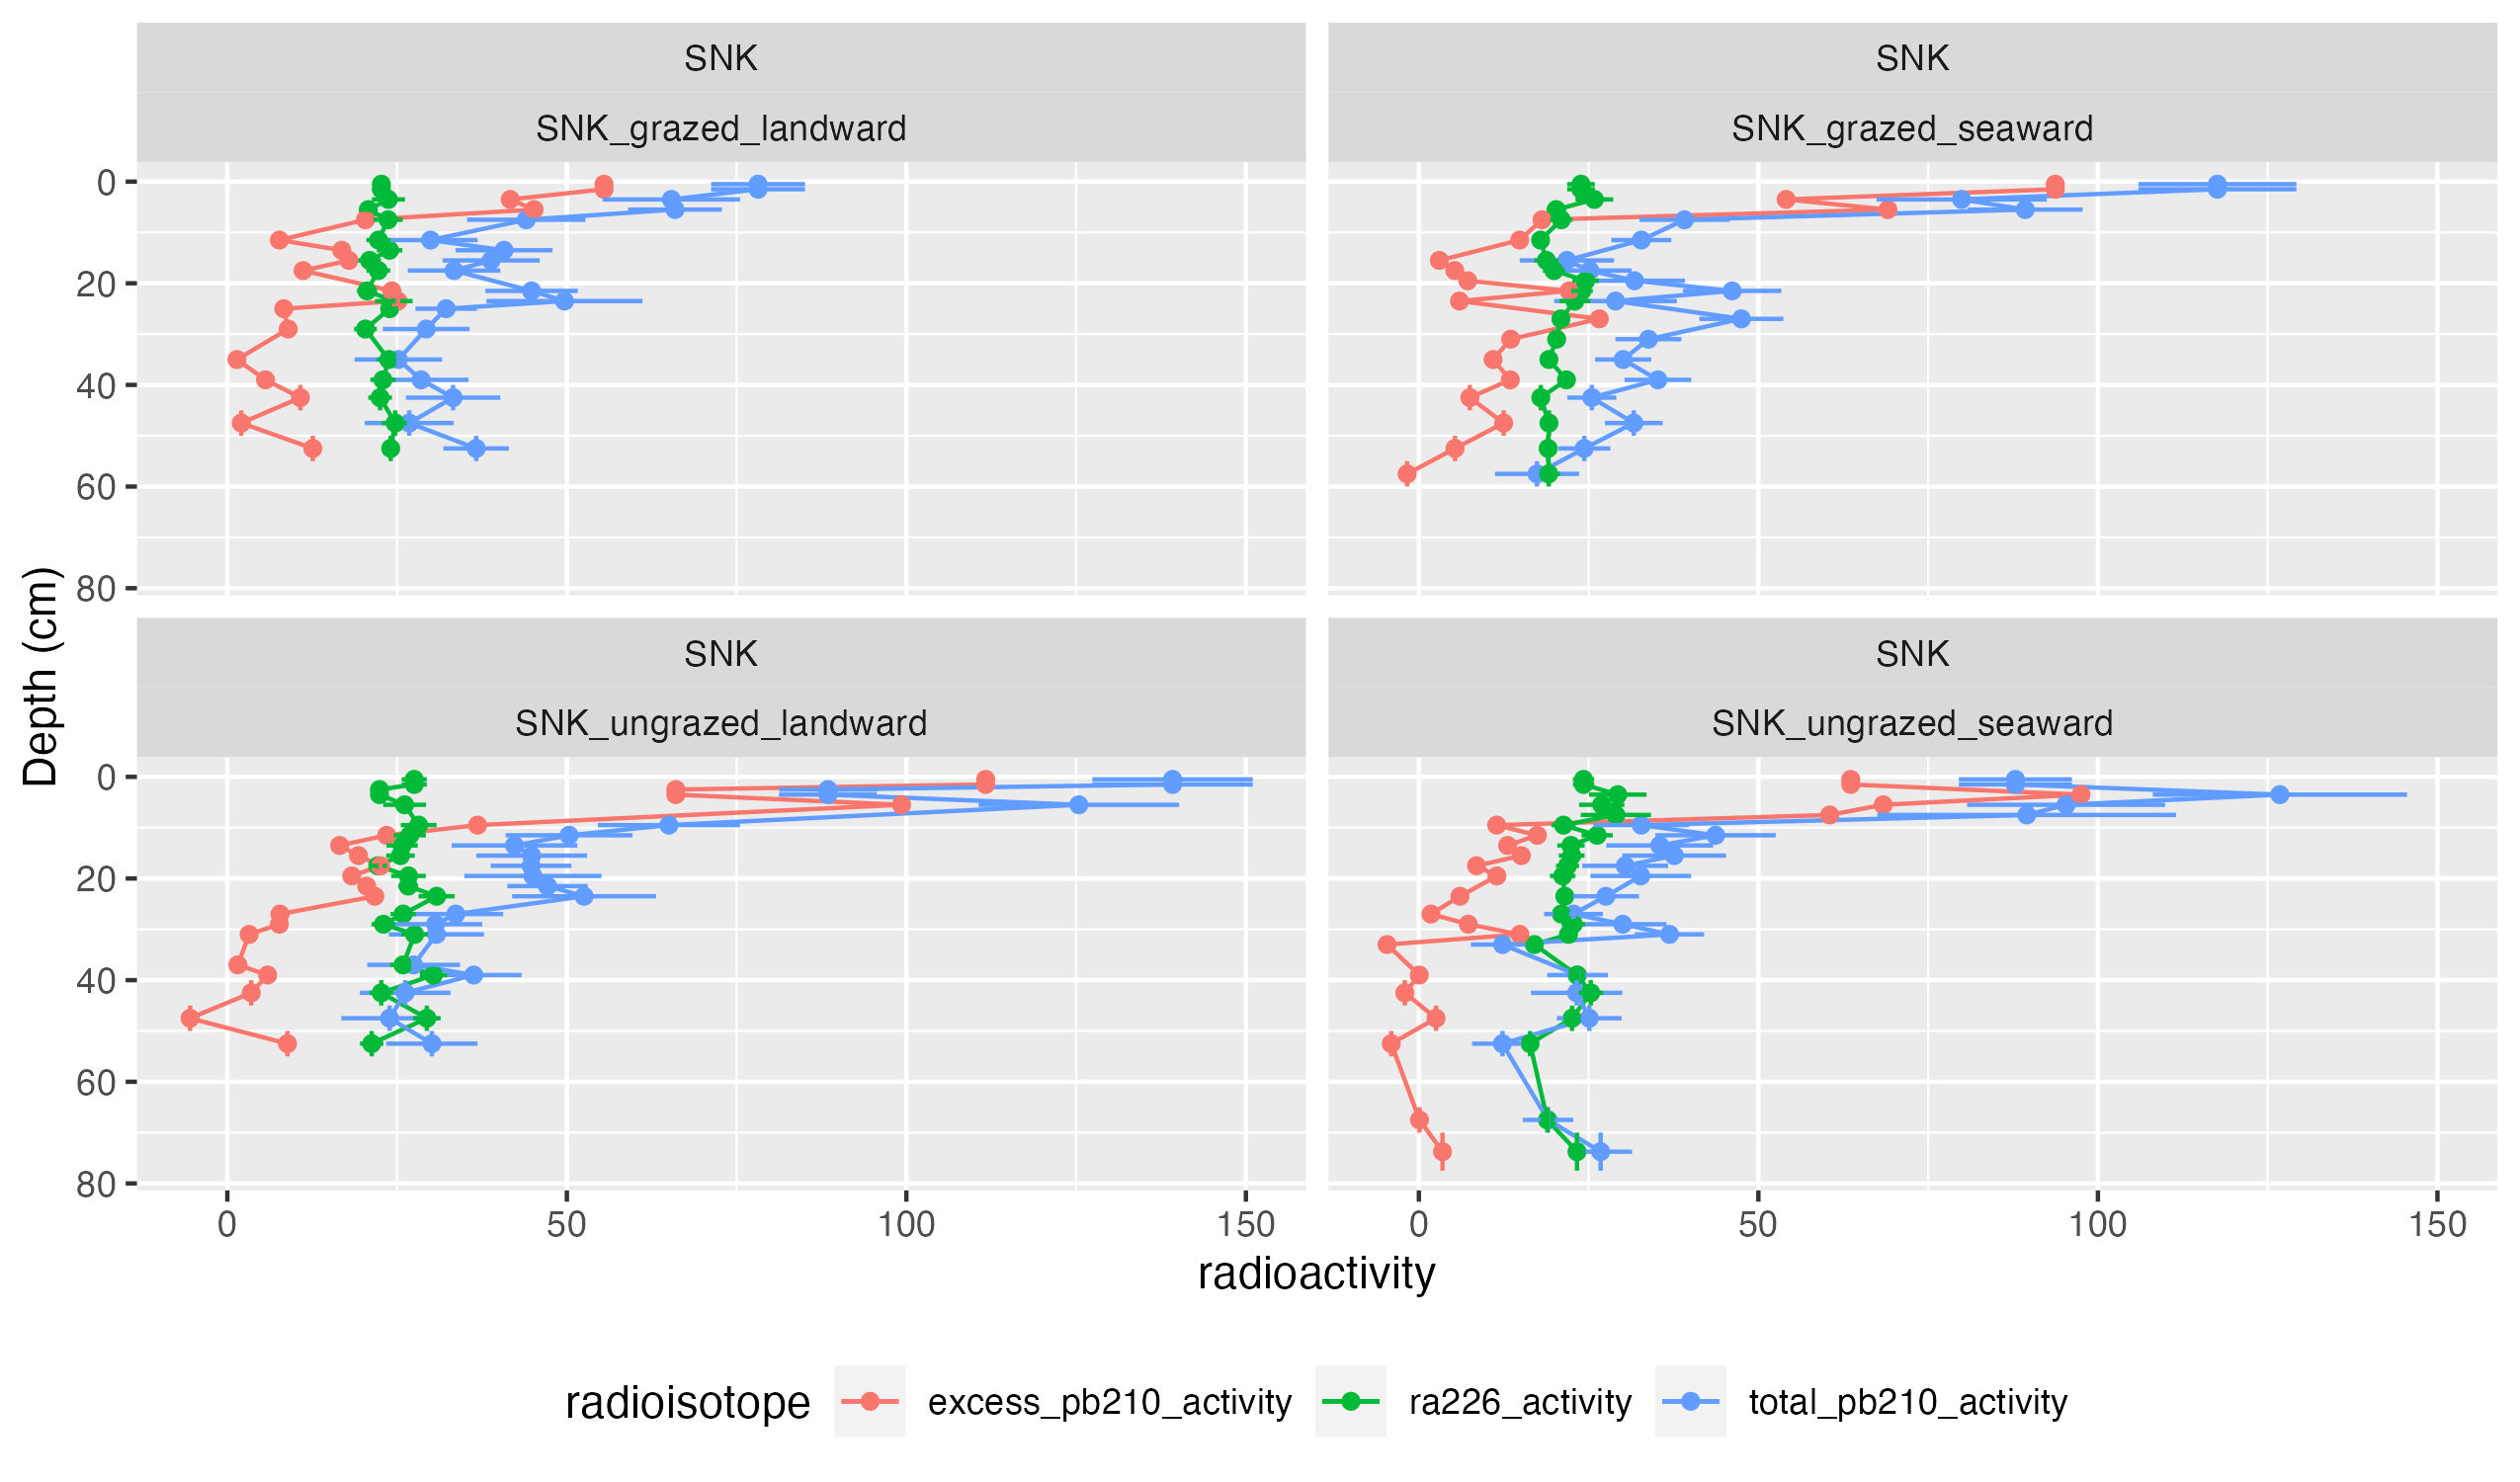 SNK
SNK
SNK_grazed_landward
SNK_grazed_seaward
0
20
40
60
80
SNK
SNK
SNK_ungrazed_landward
SNK_ungrazed_seaward
0
20
40
60
80
Depth (cm)
0
50
100
150
0
50
100
150
radioactivity
radioisotope
excess_pb210_activity
ra226_activity
total_pb210_activity